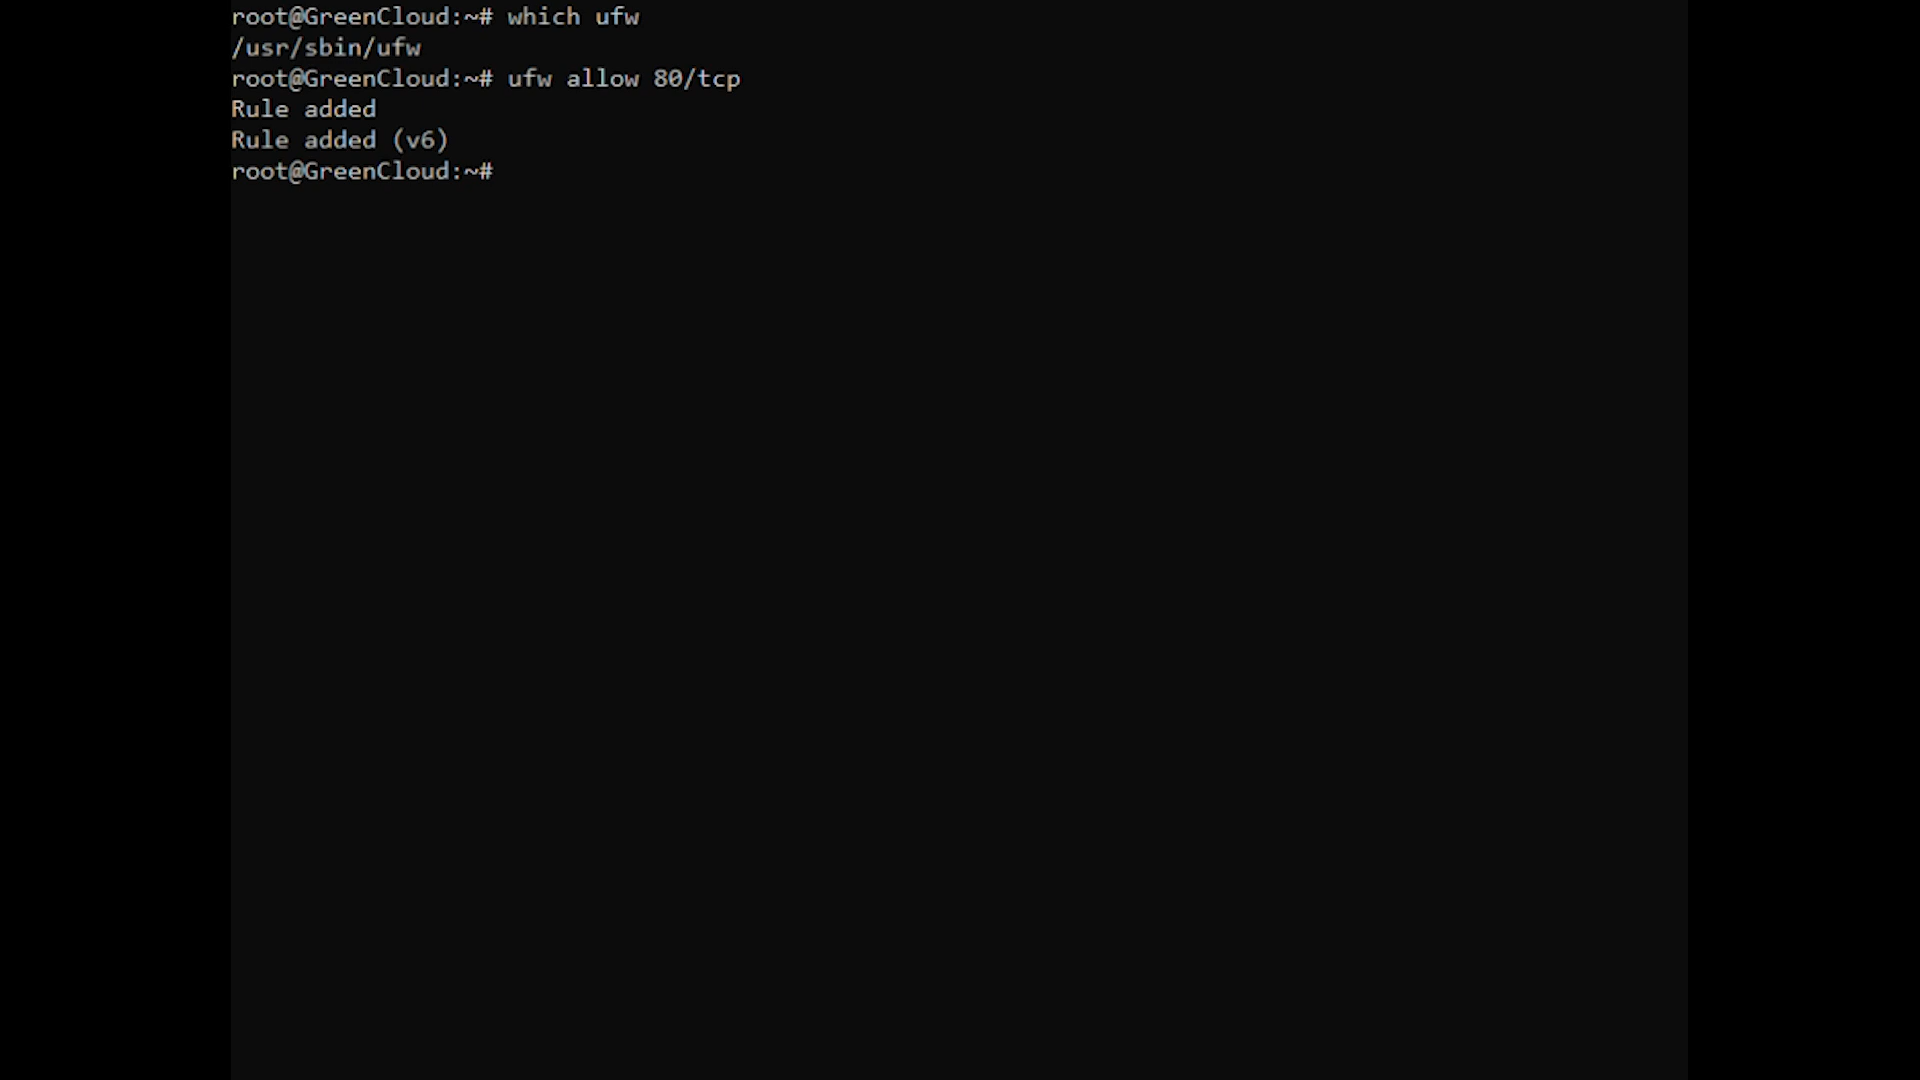 root@GreenCloud:~# which ufw
/usr/sbin/ufw
root@GreenCloud:~# ufw allow 80/tcp
Rule added
Rule added (v6)
root@GreenCloud:~#